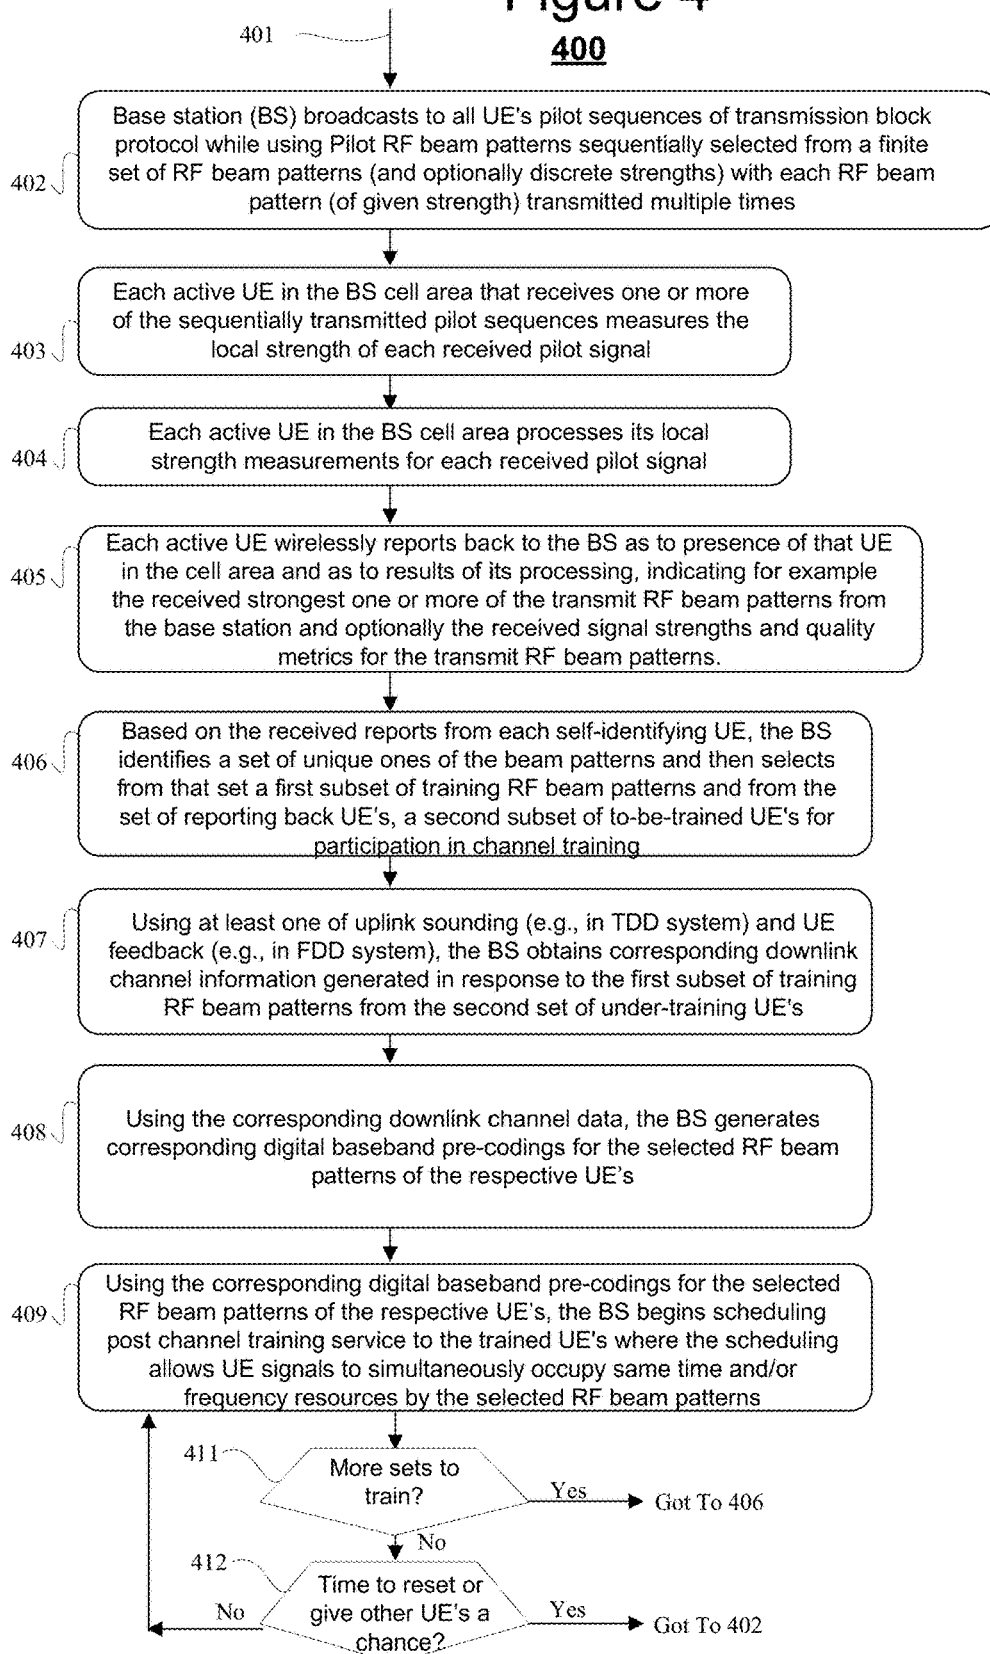 Figure 4
400
401
402
Base station (BS) broadcasts to all UE's pilot sequences of transmission block
protocol while using Pilot RF beam patterns sequentially selected from a finite
set of RF beam patterns (and optionally discrete strengths) with each RF beam
pattern (of given strength) transmitted multiple times
403
Each active UE in the BS cell area that receives one or more
of the sequentially transmitted pilot sequences measures the
local strength of each received pilot signal
404
Each active UE in the BS cell area processes its local
strength measurements for each received pilot signal
405
Each active UE wirelessly reports back to the BS as to presence of that UE
in the cell area and as to results of its processing, indicating for example
the received strongest one or more of the transmit RF beam patterns from
the base station and optionally the received signal strengths and quality
metrics for the transmit RF beam patterns.
406
Based on the received reports from each self-identifying UE, the BS
identifies a set of unique ones of the beam patterns and then selects
from that set a first subset of training RF beam patterns and from the
set of reporting back UE's, a second subset of to-be-trained UE's for
participation in channel training
407
Using at least one of uplink sounding (e.g., in TDD system) and UE
feedback (e.g., in FDD system), the BS obtains corresponding downlink
channel information generated in response to the first subset of training
RF beam patterns from the second set of under-training UE's
408
Using the corresponding downlink channel data, the BS generates
corresponding digital baseband pre-codings for the selected RF beam
patterns of the respective UE's
409
Using the corresponding digital baseband pre-codings for the selected
RF beam patterns of the respective UE's, the BS begins scheduling
post channel training service to the trained UE's where the scheduling
allows UE signals to simultaneously occupy same time and/or
frequency resources by the selected RF beam patterns
411
More sets to
train?
Yes
Got To 406
No
412
Time to reset or
give other UE's a
chance?
No
Yes
Got To 402